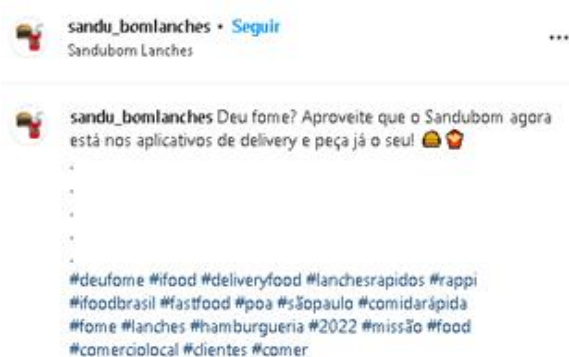 sandu_bomlanches • Seguir
Sandubom Lanches
sandu_bomlanches Deu fome? Aproveite que o Sandubom agora
está nos aplicativos de delivery e peça já o seu! 🍔🍟
.
.
.
.
.
#deufome #ifood #deliveryfood #lanchesrapidos #rappi
#ifoodbrasil #fastfood #poa #sãopaulo #comidarápida
#fome #lanches #hamburgueria #2022 #missão #food
#comerciolocal #clientes #comer